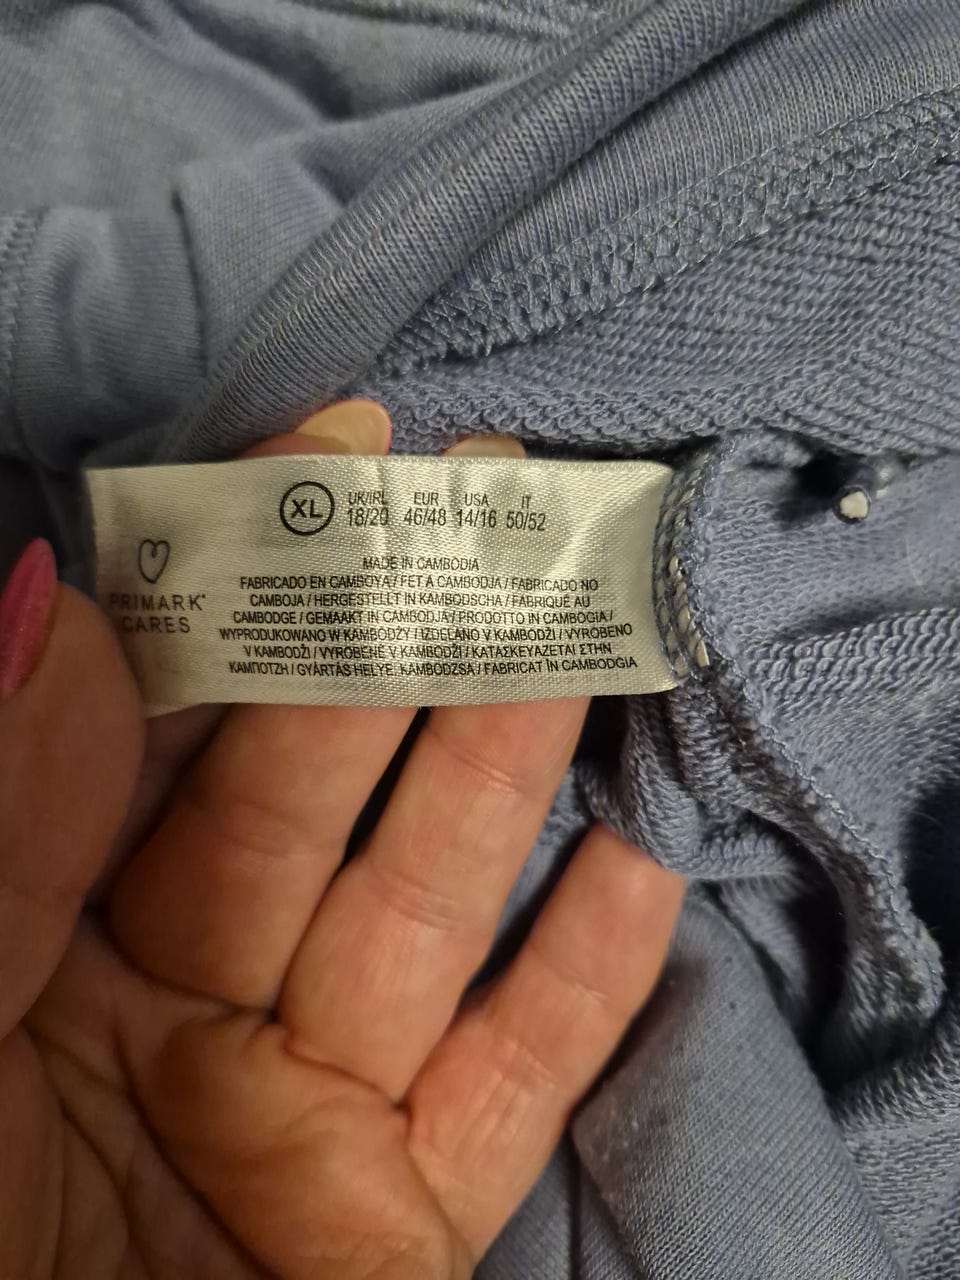 XL
UK/IRL EUR USA IT
18/20 46/48 14/16 50/52
PRIMARK
CARES
MADE IN CAMBODIA
FABRICADO EN CAMBOYA / FET A CAMBODJA / FABRICADO NO
CAMBOJA / HERGESTELLT IN KAMBODSCHA / FABRIQUÉ AU
CAMBODGE / GEMAAKT IN CAMBODJA / PRODOTTO IN CAMBOGIA /
WYPRODUKOWANO W KAMBODŻY / IZDELANO V KAMBODŽI / VYROBENO
V KAMBODŽI / VYROBENÉ V KAMBODŽI / ΚΑΤΑΣΚΕΥΑΖΕΤΑΙ ΣΤΗΝ
ΚΑΜΠΟΤΖΗ / GYÁRTÁS HELYE: KAMBODZSA / FABRICAT ÎN CAMBODGIA